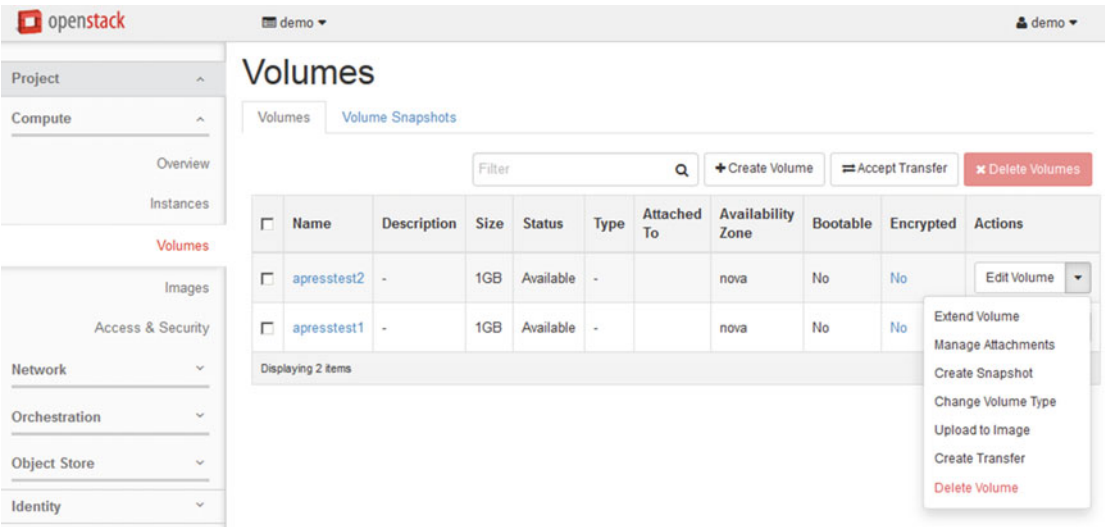 openstack
demo
demo
Project
Compute
Overview
Instances
Volumes
Images
Access & Security
Network
Orchestration
Object Store
Identity
Volumes
Volumes Volume Snapshots
Filter Create Volume Accept Transfer Delete Volumes
Name Description Size Status Type Attached To Availability Zone Bootable Encrypted Actions
apresstest2 - 1GB Available - nova No No Edit Volume
apresstest1 - 1GB Available - nova No No
Displaying 2 items
Extend Volume
Manage Attachments
Create Snapshot
Change Volume Type
Upload to Image
Create Transfer
Delete Volume